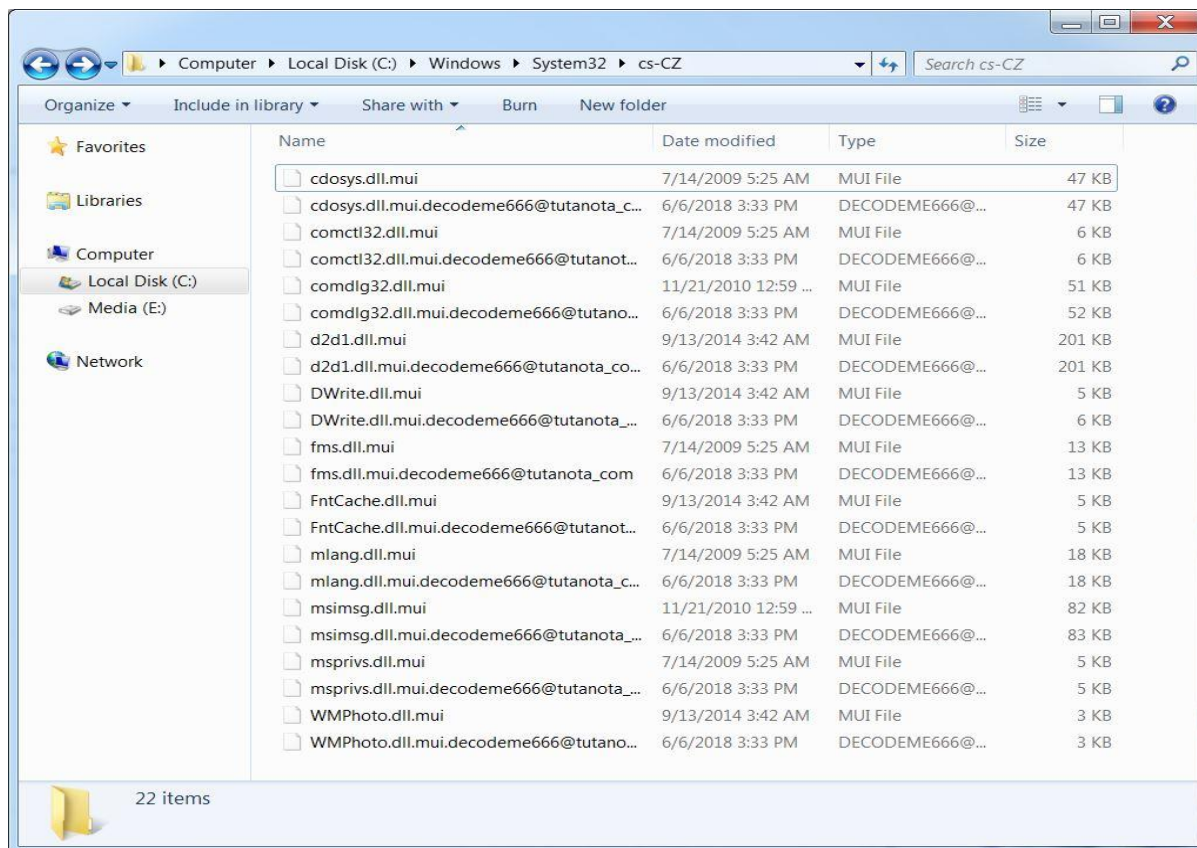 Computer Local Disk (C:) Windows System32 cs-CZ Search cs-CZ
Organize Include in library Share with Burn New folder
Favorites
Libraries
Computer
Local Disk (C:)
Media (E:)
Network
Name Date modified Type Size
cdosys.dll.mui 7/14/2009 5:25 AM MUI File 47 KB
cdosys.dll.mui.decodeme666@tutanota_c... 6/6/2018 3:33 PM DECODEME666@... 47 KB
comctl32.dll.mui 7/14/2009 5:25 AM MUI File 6 KB
comctl32.dll.mui.decodeme666@tutanot... 6/6/2018 3:33 PM DECODEME666@... 6 KB
comdlg32.dll.mui 11/21/2010 12:59 ... MUI File 51 KB
comdlg32.dll.mui.decodeme666@tutano... 6/6/2018 3:33 PM DECODEME666@... 52 KB
d2d1.dll.mui 9/13/2014 3:42 AM MUI File 201 KB
d2d1.dll.mui.decodeme666@tutanota_co... 6/6/2018 3:33 PM DECODEME666@... 201 KB
DWrite.dll.mui 9/13/2014 3:42 AM MUI File 5 KB
DWrite.dll.mui.decodeme666@tutanota_... 6/6/2018 3:33 PM DECODEME666@... 6 KB
fms.dll.mui 7/14/2009 5:25 AM MUI File 13 KB
fms.dll.mui.decodeme666@tutanota_com 6/6/2018 3:33 PM DECODEME666@... 13 KB
FntCache.dll.mui 9/13/2014 3:42 AM MUI File 5 KB
FntCache.dll.mui.decodeme666@tutanot... 6/6/2018 3:33 PM DECODEME666@... 5 KB
mlang.dll.mui 7/14/2009 5:25 AM MUI File 18 KB
mlang.dll.mui.decodeme666@tutanota_c... 6/6/2018 3:33 PM DECODEME666@... 18 KB
msimsg.dll.mui 11/21/2010 12:59 ... MUI File 82 KB
msimsg.dll.mui.decodeme666@tutanota_... 6/6/2018 3:33 PM DECODEME666@... 83 KB
msprivs.dll.mui 7/14/2009 5:25 AM MUI File 5 KB
msprivs.dll.mui.decodeme666@tutanota_... 6/6/2018 3:33 PM DECODEME666@... 5 KB
WMPhoto.dll.mui 9/13/2014 3:42 AM MUI File 3 KB
WMPhoto.dll.mui.decodeme666@tutano... 6/6/2018 3:33 PM DECODEME666@... 3 KB
22 items